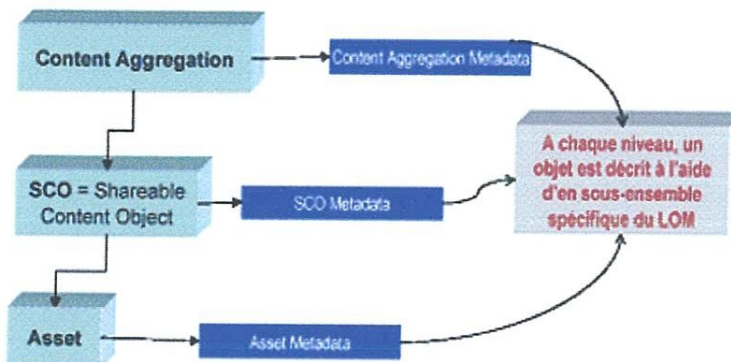 Content Aggregation
Content Aggregation Metadata
A chaque niveau, un
objet est décrit à l'aide
d'en sous-ensemble
spécifique du LOM
SCO = Shareable
Content Object
SCO Metadata
Asset
Asset Metadata